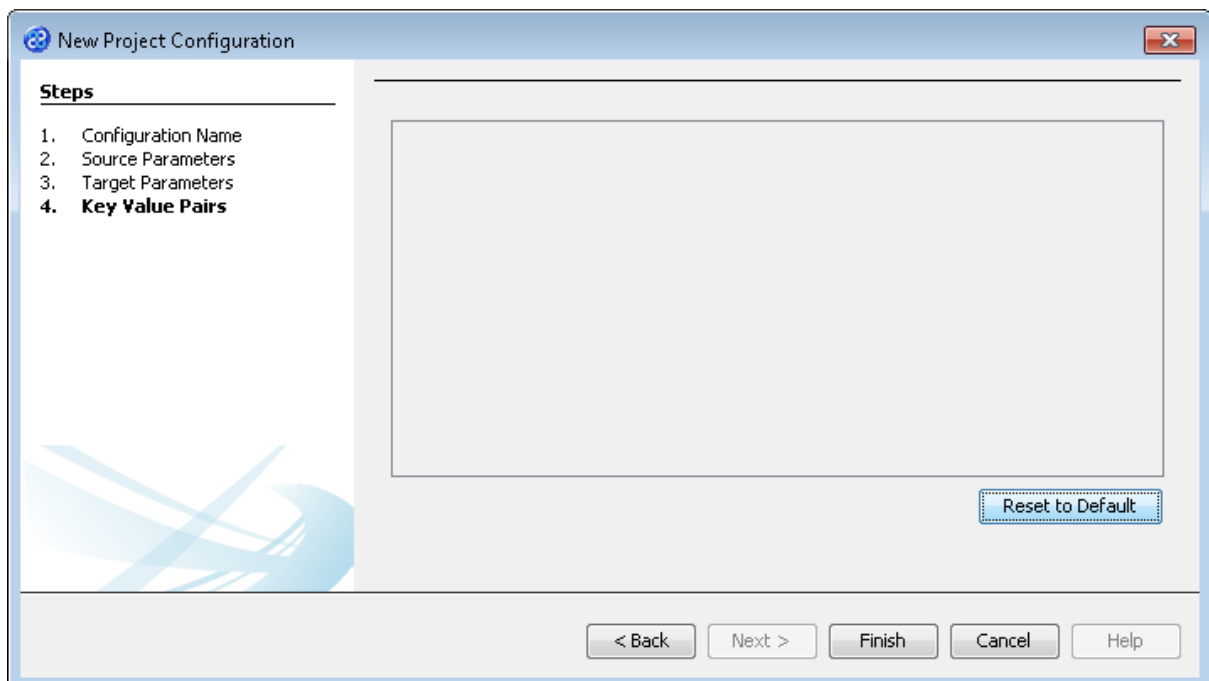 New Project Configuration
Steps
1. Configuration Name
2. Source Parameters
3. Target Parameters
4. Key Value Pairs
Reset to Default
< Back Next > Finish Cancel Help